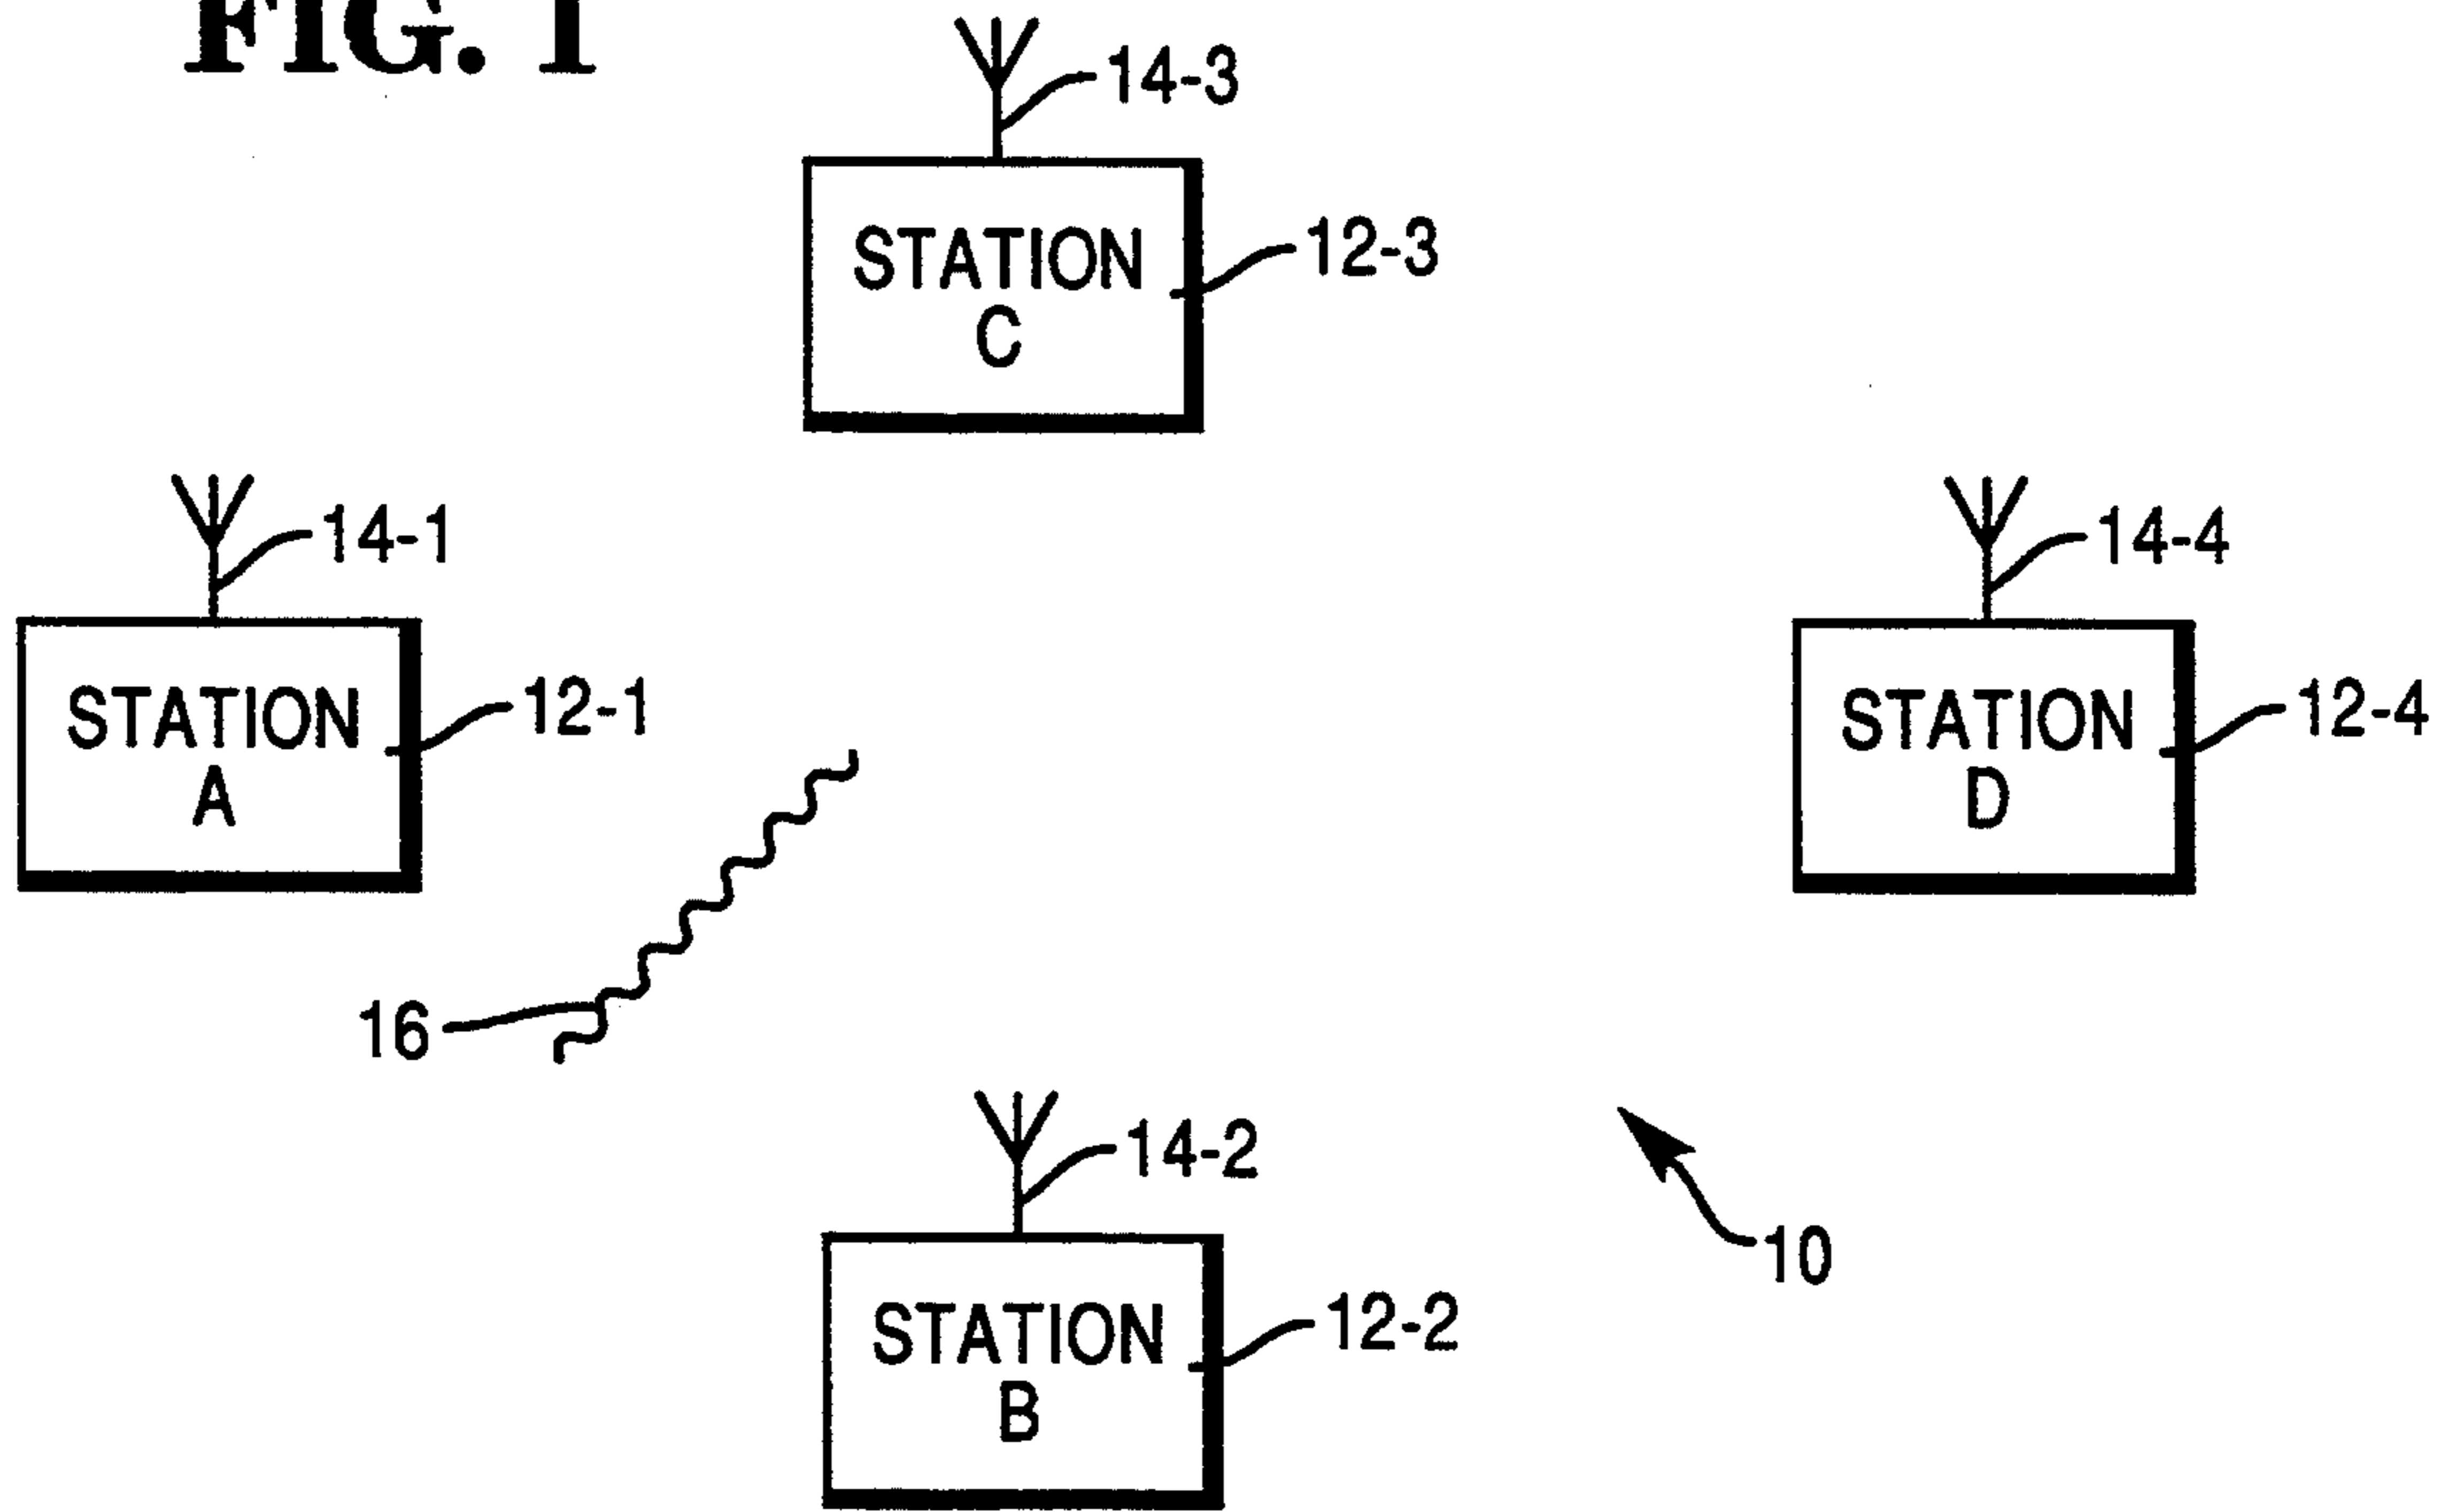 FIG. 1
14-3
STATION
C
12-3
14-1
STATION
A
12-1
14-4
STATION
D
12-4
16
14-2
STATION
B
12-2
10